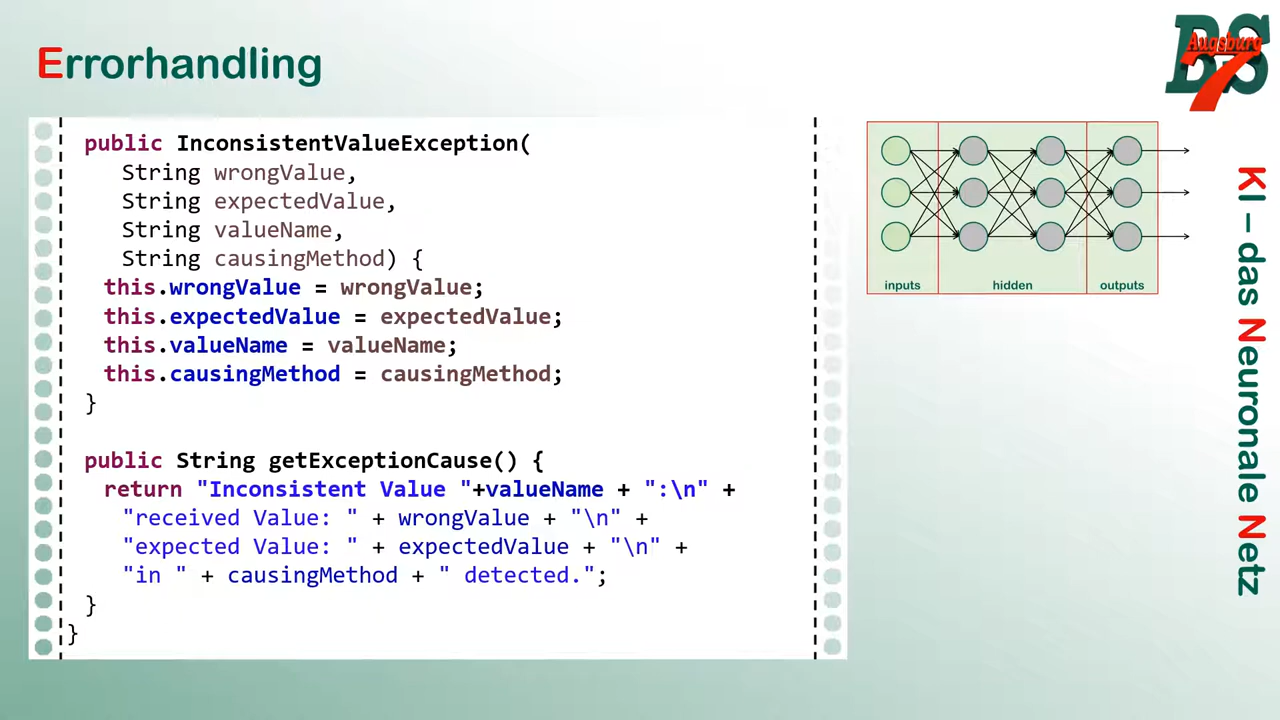 Errorhandling
public InconsistentValueException(
String wrongValue,
String expectedValue,
String valueName,
String causingMethod) {
this.wrongValue = wrongValue;
this.expectedValue = expectedValue;
this.valueName = valueName;
this.causingMethod = causingMethod;
}
public String getExceptionCause() {
return "Inconsistent Value "+valueName + ":\n" +
"received Value: " + wrongValue + "\n" +
"expected Value: " + expectedValue + "\n" +
"in " + causingMethod + " detected.";
}
}
inputs hidden outputs
BS
Augsburg
7
KI – das Neuronale Netz